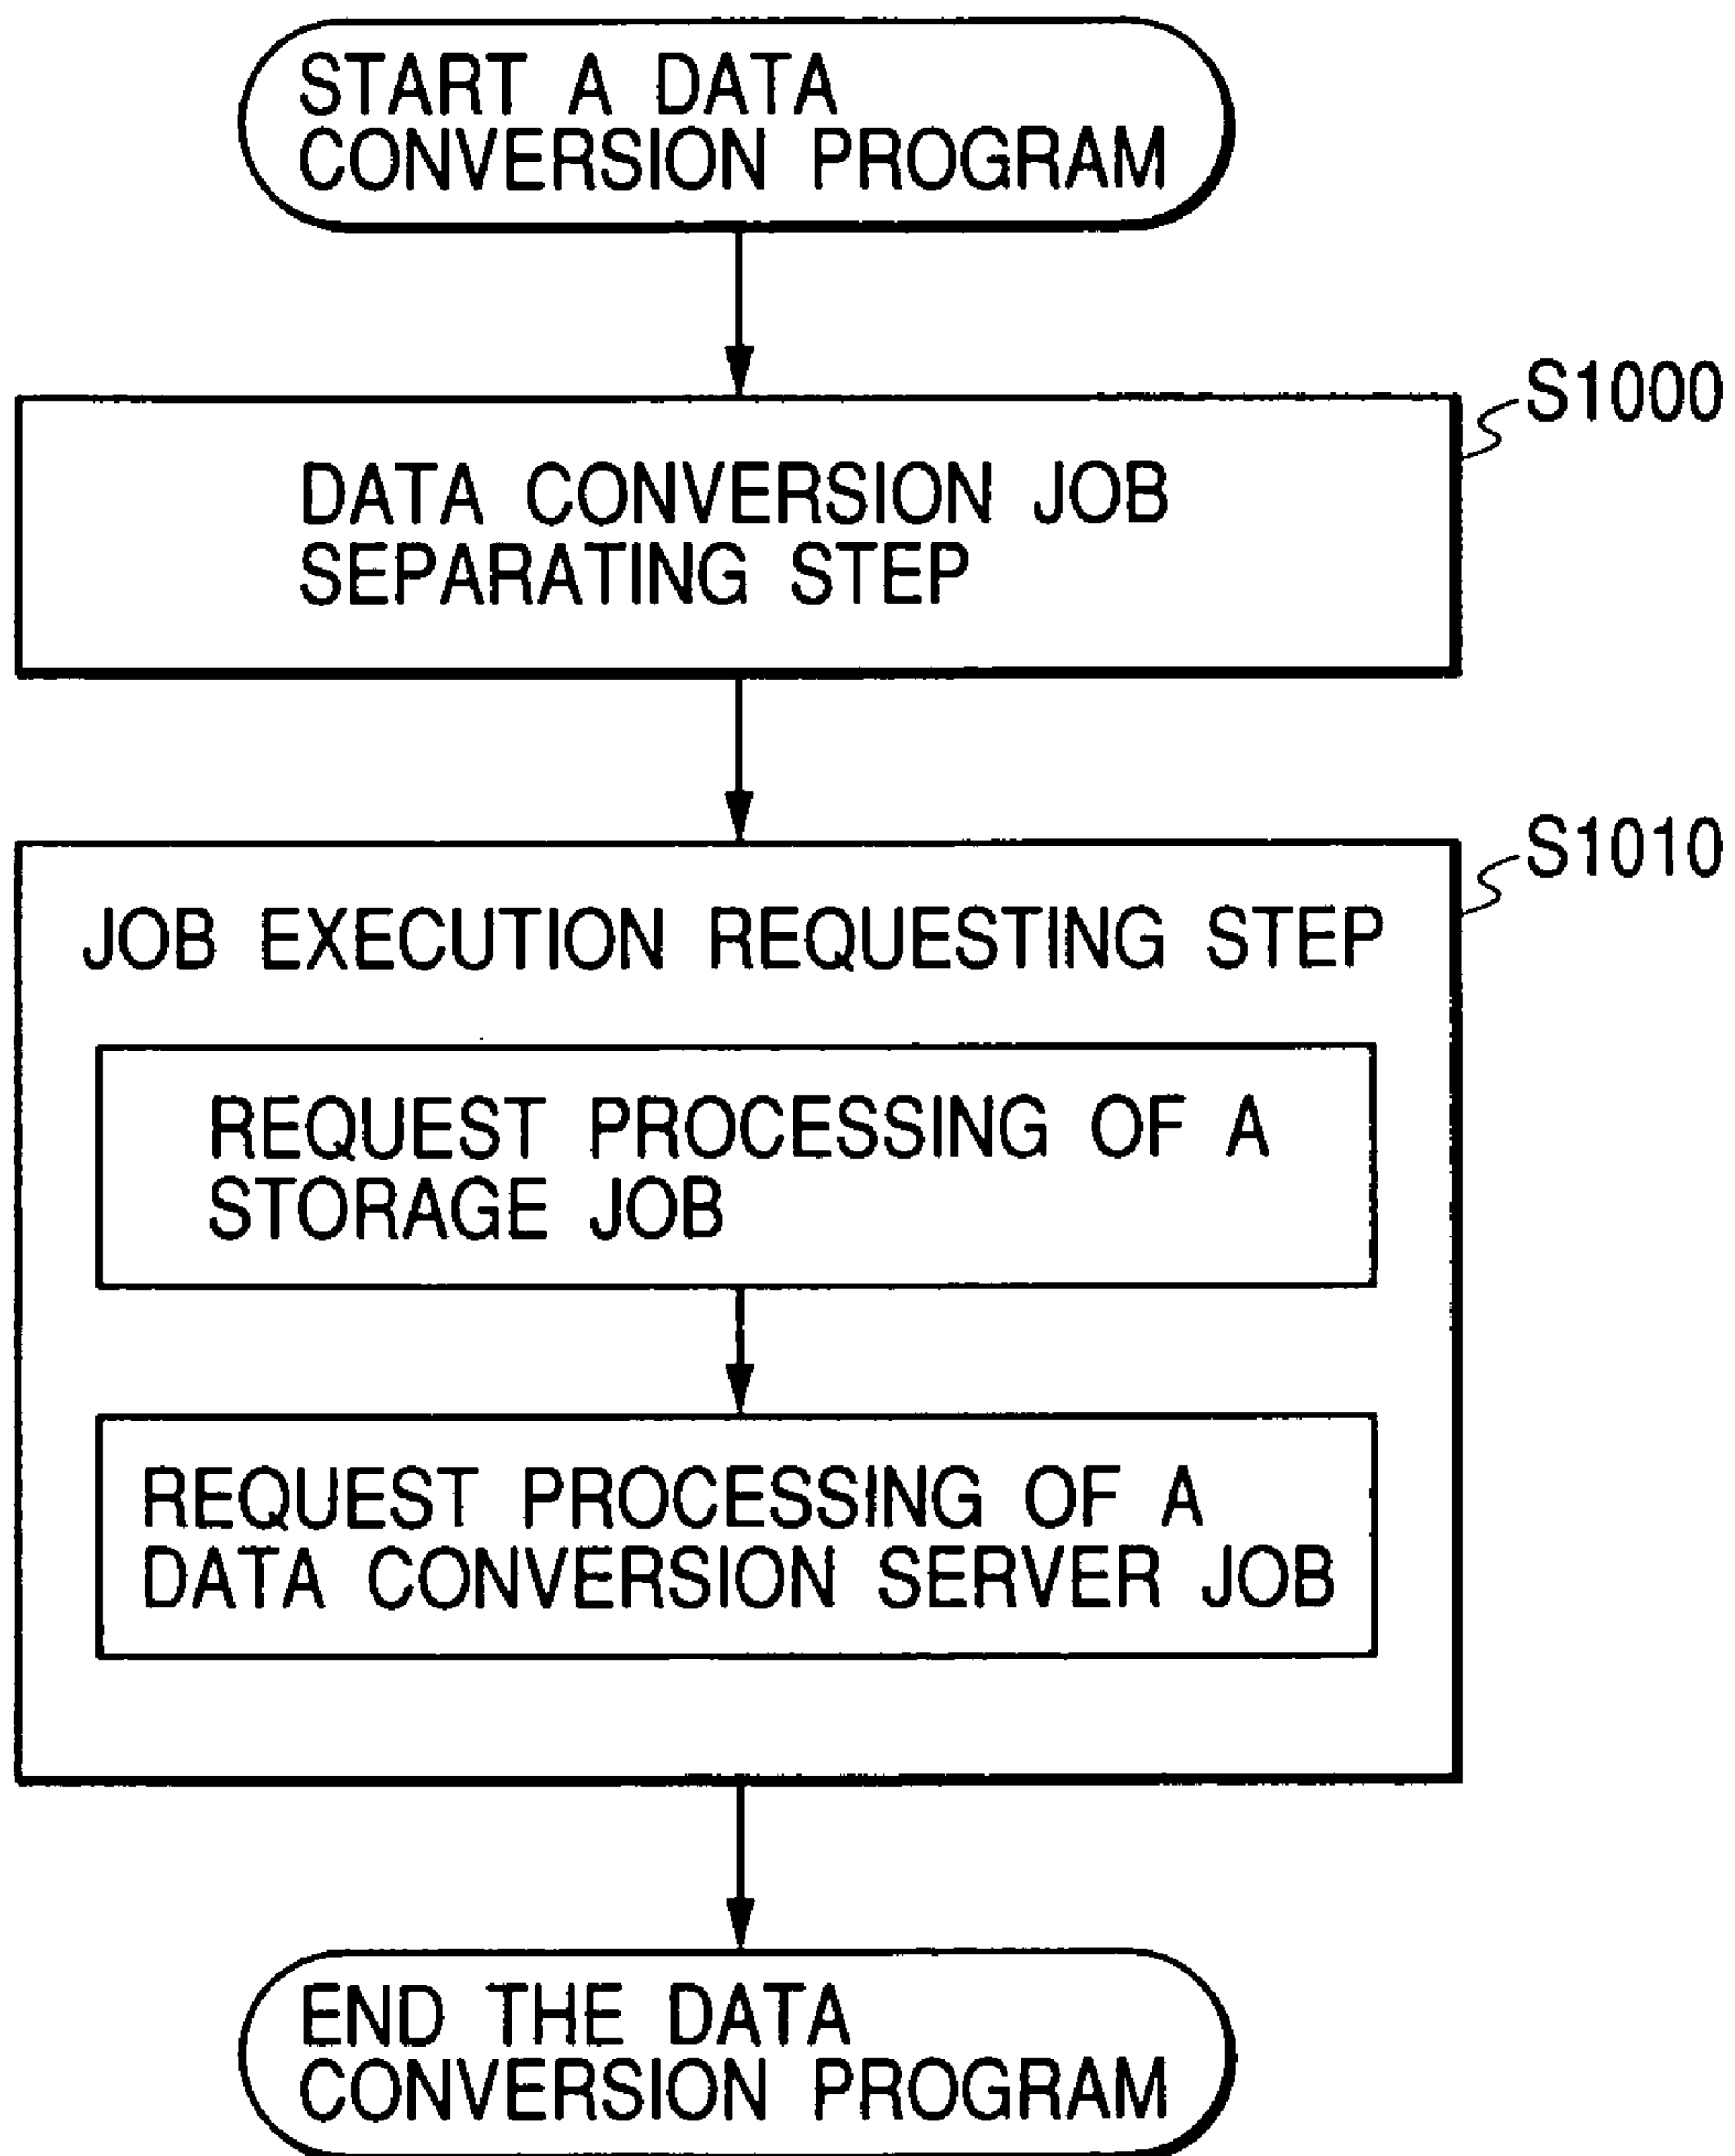 START A DATA
CONVERSION PROGRAM
S1000
DATA CONVERSION JOB
SEPARATING STEP
S1010
JOB EXECUTION REQUESTING STEP
REQUEST PROCESSING OF A
STORAGE JOB
REQUEST PROCESSING OF A
DATA CONVERSION SERVER JOB
END THE DATA
CONVERSION PROGRAM